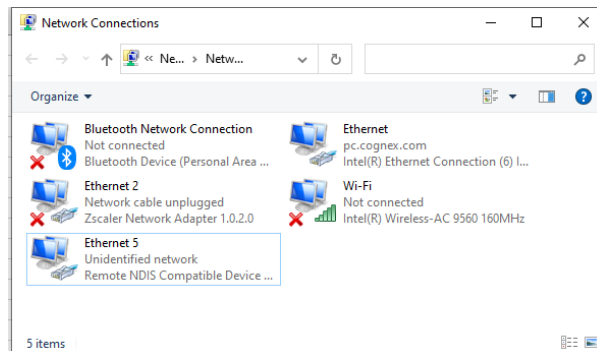 Network Connections
« Ne... › Netw...
Organize
Bluetooth Network Connection
Not connected
Bluetooth Device (Personal Area ...
Ethernet
pc.cognex.com
Intel(R) Ethernet Connection (6) I...
Ethernet 2
Network cable unplugged
Zscaler Network Adapter 1.0.2.0
Wi-Fi
Not connected
Intel(R) Wireless-AC 9560 160MHz
Ethernet 5
Unidentified network
Remote NDIS Compatible Device ...
5 items